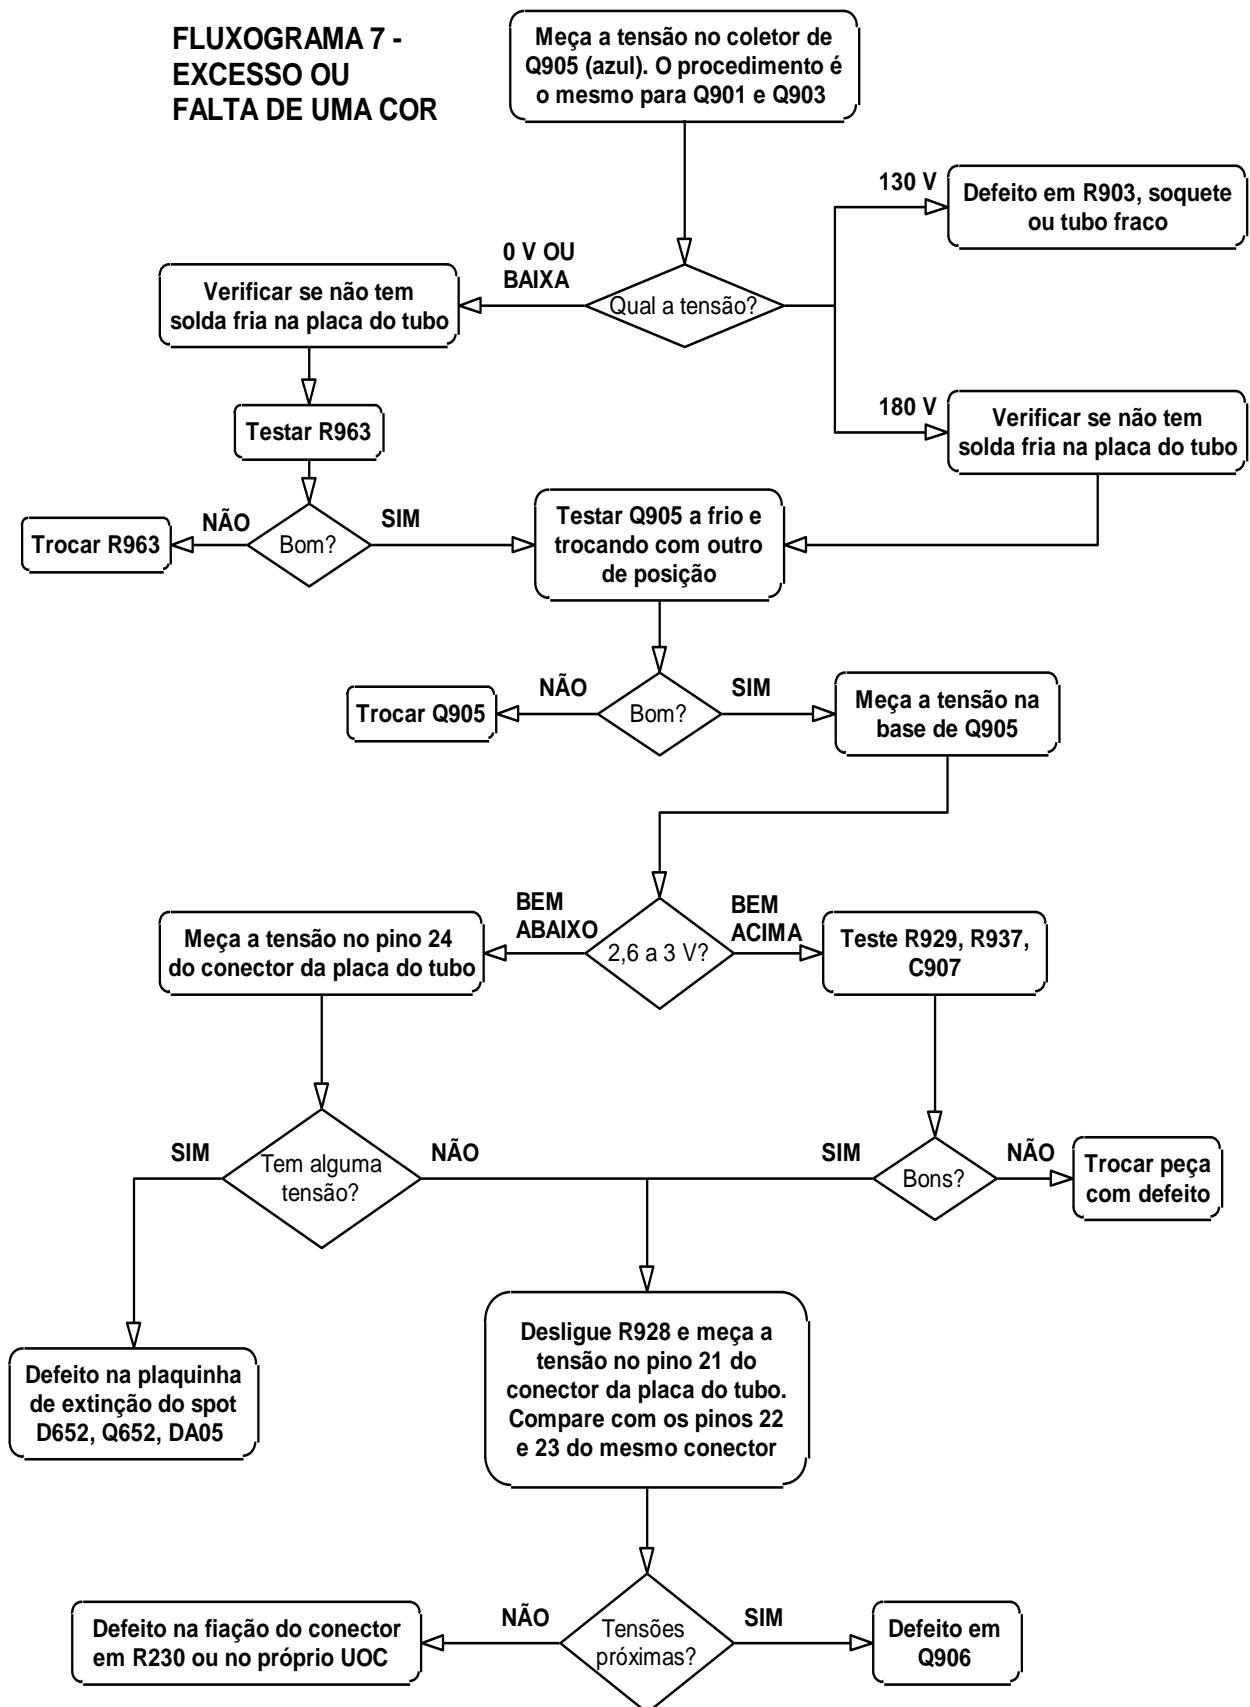 FLUXOGRAMA 7 -
EXCESSO OU
FALTA DE UMA COR
Meça a tensão no coletor de
Q905 (azul). O procedimento é
o mesmo para Q901 e Q903
130 V
Defeito em R903, soquete
ou tubo fraco
0 V OU
BAIXA
Verificar se não tem
solda fria na placa do tubo
Qual a tensão?
180 V
Verificar se não tem
solda fria na placa do tubo
Testar R963
NÃO
SIM
Trocar R963
Bom?
Testar Q905 a frio e
trocando com outro
de posição
NÃO
SIM
Trocar Q905
Bom?
Meça a tensão na
base de Q905
BEM
ABAIXO
BEM
ACIMA
Meça a tensão no pino 24
do conector da placa do tubo
2,6 a 3 V?
Teste R929, R937,
C907
SIM
Tem alguma
tensão?
NÃO
SIM
Bons?
NÃO
Trocar peça
com defeito
Desligue R928 e meça a
tensão no pino 21 do
conector da placa do tubo.
Compare com os pinos 22
e 23 do mesmo conector
Defeito na plaquinha
de extinção do spot
D652, Q652, DA05
Defeito na fiação do conector
em R230 ou no próprio UOC
NÃO
Tensões
próximas?
SIM
Defeito em
Q906